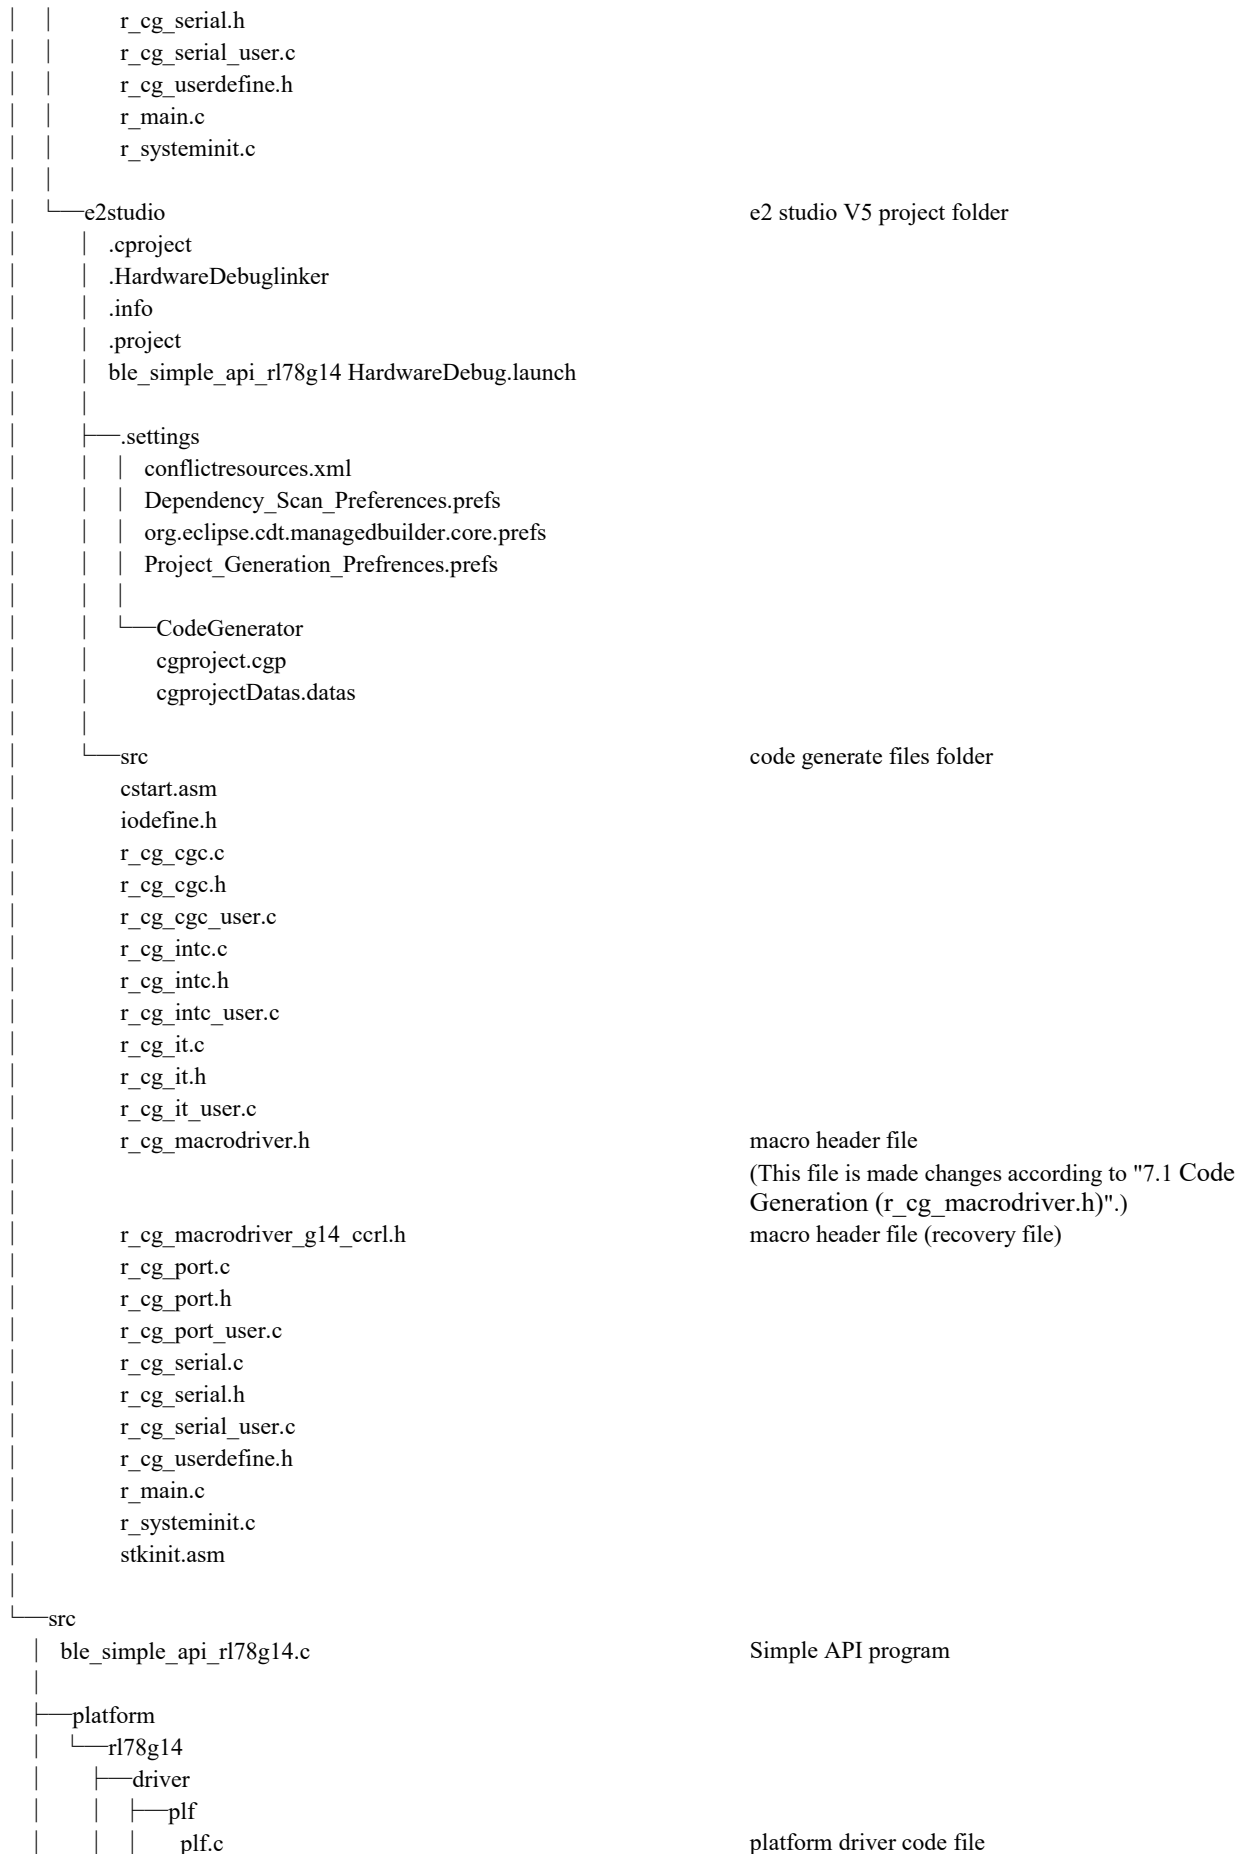 r_cg_serial.h
r_cg_serial_user.c
r_cg_userdefine.h
r_main.c
r_systeminit.c
e2studio e2 studio V5 project folder
.cproject
.HardwareDebuglinker
.info
.project
ble_simple_api_rl78g14 HardwareDebug.launch
.settings
conflictresources.xml
Dependency_Scan_Preferences.prefs
org.eclipse.cdt.managedbuilder.core.prefs
Project_Generation_Prefrences.prefs
CodeGenerator
cgproject.cgp
cgprojectDatas.datas
src code generate files folder
cstart.asm
iodefine.h
r_cg_cgc.c
r_cg_cgc.h
r_cg_cgc_user.c
r_cg_intc.c
r_cg_intc.h
r_cg_intc_user.c
r_cg_it.c
r_cg_it.h
r_cg_it_user.c
r_cg_macrodriver.h macro header file
(This file is made changes according to "7.1 Code
Generation (r_cg_macrodriver.h)".)
r_cg_macrodriver_g14_ccrl.h macro header file (recovery file)
r_cg_port.c
r_cg_port.h
r_cg_port_user.c
r_cg_serial.c
r_cg_serial.h
r_cg_serial_user.c
r_cg_userdefine.h
r_main.c
r_systeminit.c
stkinit.asm
src
ble_simple_api_rl78g14.c Simple API program
platform
rl78g14
driver
plf
plf.c platform driver code file